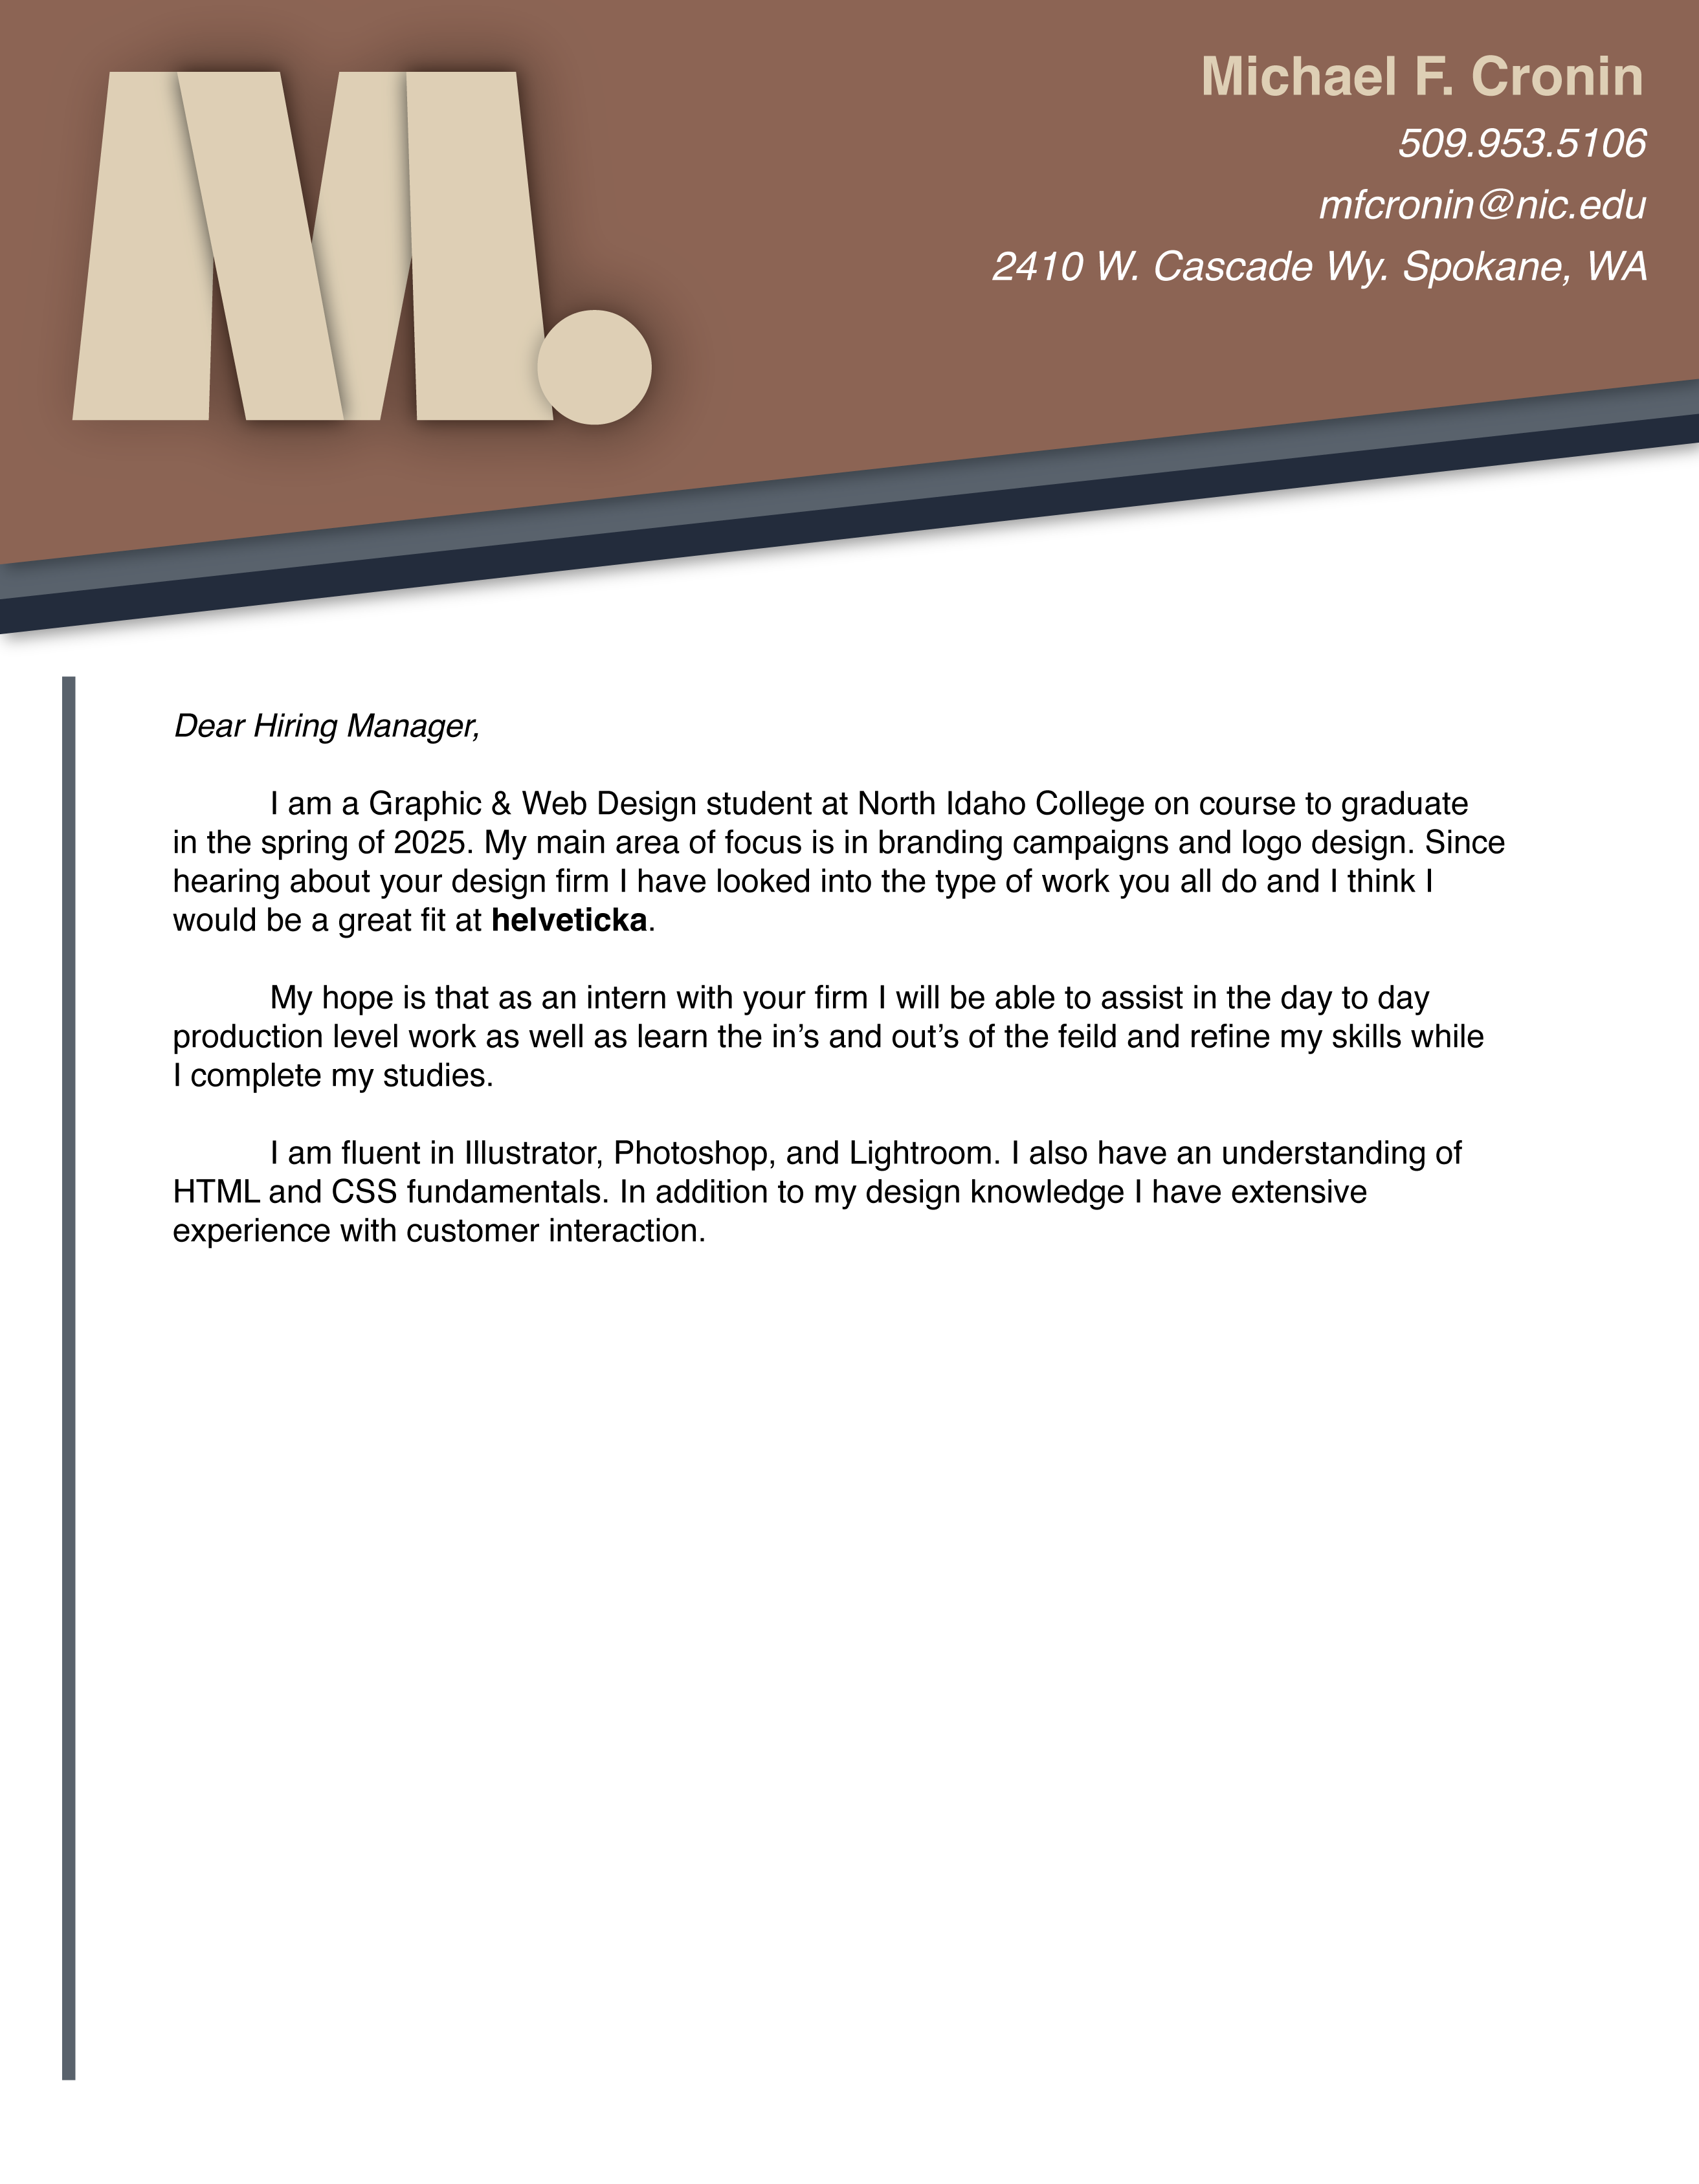 M.
Michael F. Cronin
509.953.5106
mfcronin@nic.edu
2410 W. Cascade Wy. Spokane, WA
Dear Hiring Manager,
I am a Graphic & Web Design student at North Idaho College on course to graduate
in the spring of 2025. My main area of focus is in branding campaigns and logo design. Since
hearing about your design firm I have looked into the type of work you all do and I think I
would be a great fit at helveticka.
My hope is that as an intern with your firm I will be able to assist in the day to day
production level work as well as learn the in’s and out’s of the feild and refine my skills while
I complete my studies.
I am fluent in Illustrator, Photoshop, and Lightroom. I also have an understanding of
HTML and CSS fundamentals. In addition to my design knowledge I have extensive
experience with customer interaction.